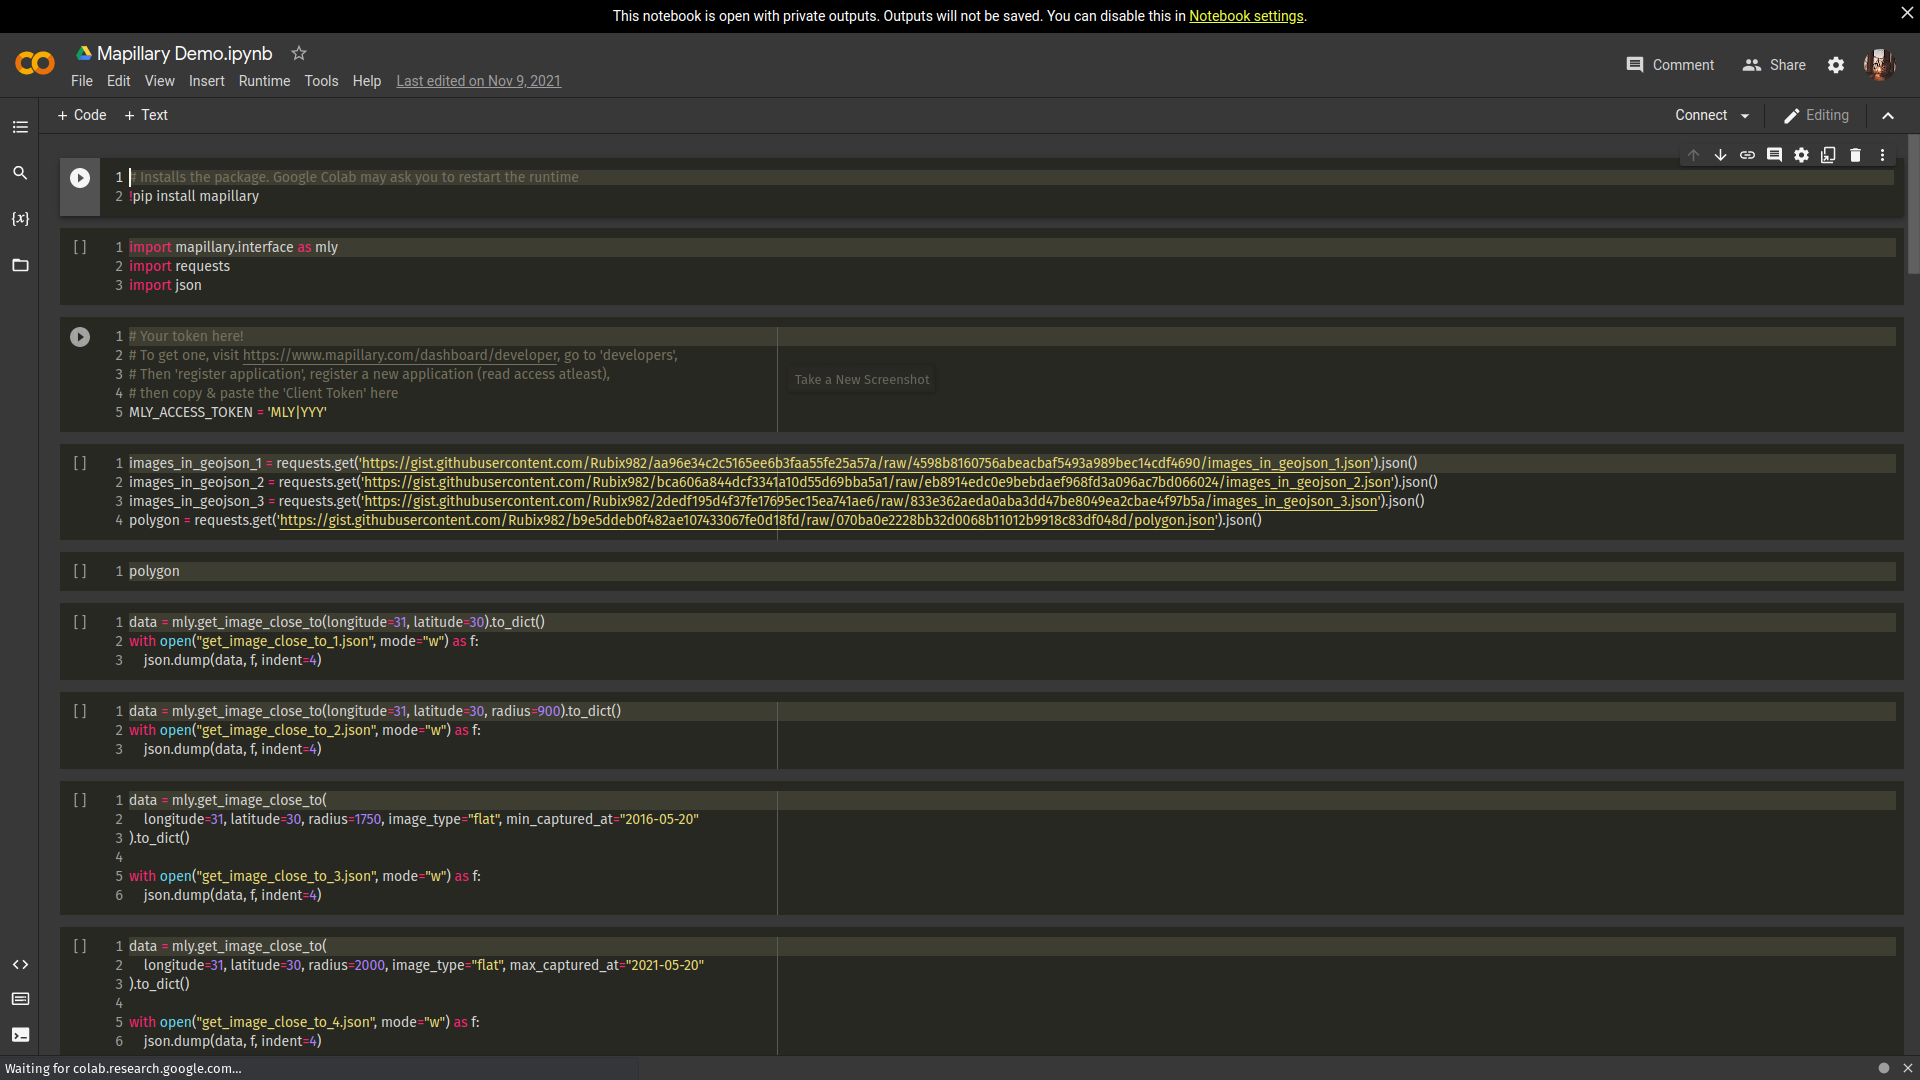 This notebook is open with private outputs. Outputs will not be saved. You can disable this in Notebook settings.
Mapillary Demo.ipynb
File Edit View Insert Runtime Tools Help Last edited on Nov 9, 2021
Comment Share
+ Code + Text
Connect Editing
1 # Installs the package. Google Colab may ask you to restart the runtime
2 !pip install mapillary
[ ] 1 import mapillary.interface as mly
2 import requests
3 import json
1 # Your token here!
2 # To get one, visit https://www.mapillary.com/dashboard/developer, go to 'developers',
3 # Then 'register application', register a new application (read access atleast),
4 # then copy & paste the 'Client Token' here
5 MLY_ACCESS_TOKEN = 'MLY|YYY'
Take a New Screenshot
[ ] 1 images_in_geojson_1 = requests.get('https://gist.githubusercontent.com/Rubix982/aa96e34c2c5165ee6b3faa55fe25a57a/raw/4598b8160756abeacbaf5493a989bec14cdf4690/images_in_geojson_1.json').json()
2 images_in_geojson_2 = requests.get('https://gist.githubusercontent.com/Rubix982/bca606a844dcf3341a10d55d69bba5a1/raw/eb8914edc0e9bebdaef968fd3a096ac7bd066024/images_in_geojson_2.json').json()
3 images_in_geojson_3 = requests.get('https://gist.githubusercontent.com/Rubix982/2dedf195d4f37fe17695ec15ea741ae6/raw/833e362aeda0aba3dd47be8049ea2cbae4f97b5a/images_in_geojson_3.json').json()
4 polygon = requests.get('https://gist.githubusercontent.com/Rubix982/b9e5ddeb0f482ae107433067fe0d18fd/raw/070ba0e2228bb32d0068b11012b9918c83df048d/polygon.json').json()
[ ] 1 polygon
[ ] 1 data = mly.get_image_close_to(longitude=31, latitude=30).to_dict()
2 with open("get_image_close_to_1.json", mode="w") as f:
3 json.dump(data, f, indent=4)
[ ] 1 data = mly.get_image_close_to(longitude=31, latitude=30, radius=900).to_dict()
2 with open("get_image_close_to_2.json", mode="w") as f:
3 json.dump(data, f, indent=4)
[ ] 1 data = mly.get_image_close_to(
2 longitude=31, latitude=30, radius=1750, image_type="flat", min_captured_at="2016-05-20"
3 ).to_dict()
4
5 with open("get_image_close_to_3.json", mode="w") as f:
6 json.dump(data, f, indent=4)
[ ] 1 data = mly.get_image_close_to(
2 longitude=31, latitude=30, radius=2000, image_type="flat", max_captured_at="2021-05-20"
3 ).to_dict()
4
5 with open("get_image_close_to_4.json", mode="w") as f:
6 json.dump(data, f, indent=4)
Waiting for colab.research.google.com...